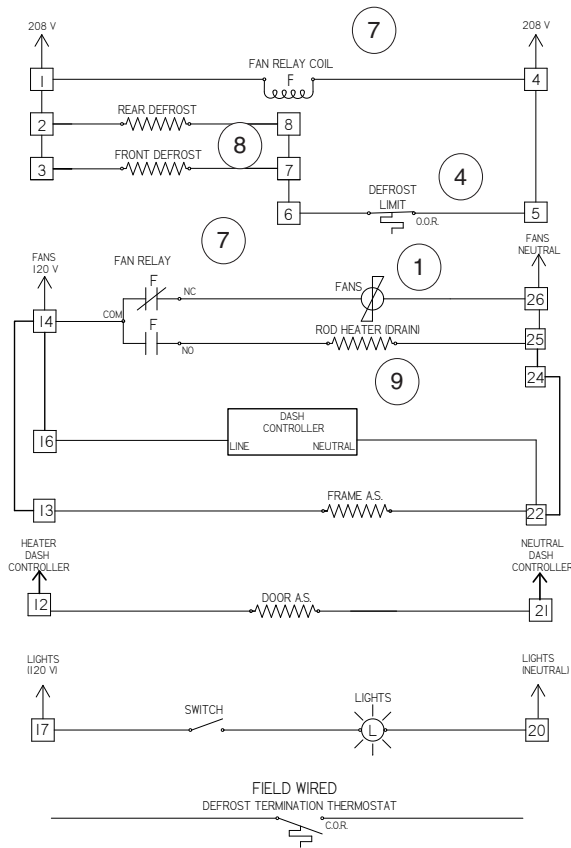 208 V
7
208 V
FAN RELAY COIL
1
F
4
REAR DEFROST
2
8
8
FRONT DEFROST
3
7
4
DEFROST
LIMIT
6
O.O.R.
5
7
FANS
NEUTRAL
FANS
120 V
FAN RELAY
1
F
NC
FANS
26
14
COM
F
ROD HEATER (DRAIN)
NO
25
24
9
DASH
CONTROLLER
16
LINE
NEUTRAL
FRAME A.S.
13
22
HEATER
DASH
CONTROLLER
NEUTRAL
DASH
CONTROLLER
12
DOOR A.S.
21
LIGHTS
(120 V)
LIGHTS
(NEUTRAL)
SWITCH
LIGHTS
17
L
20
FIELD WIRED
DEFROST TERMINATION THERMOSTAT
C.O.R.